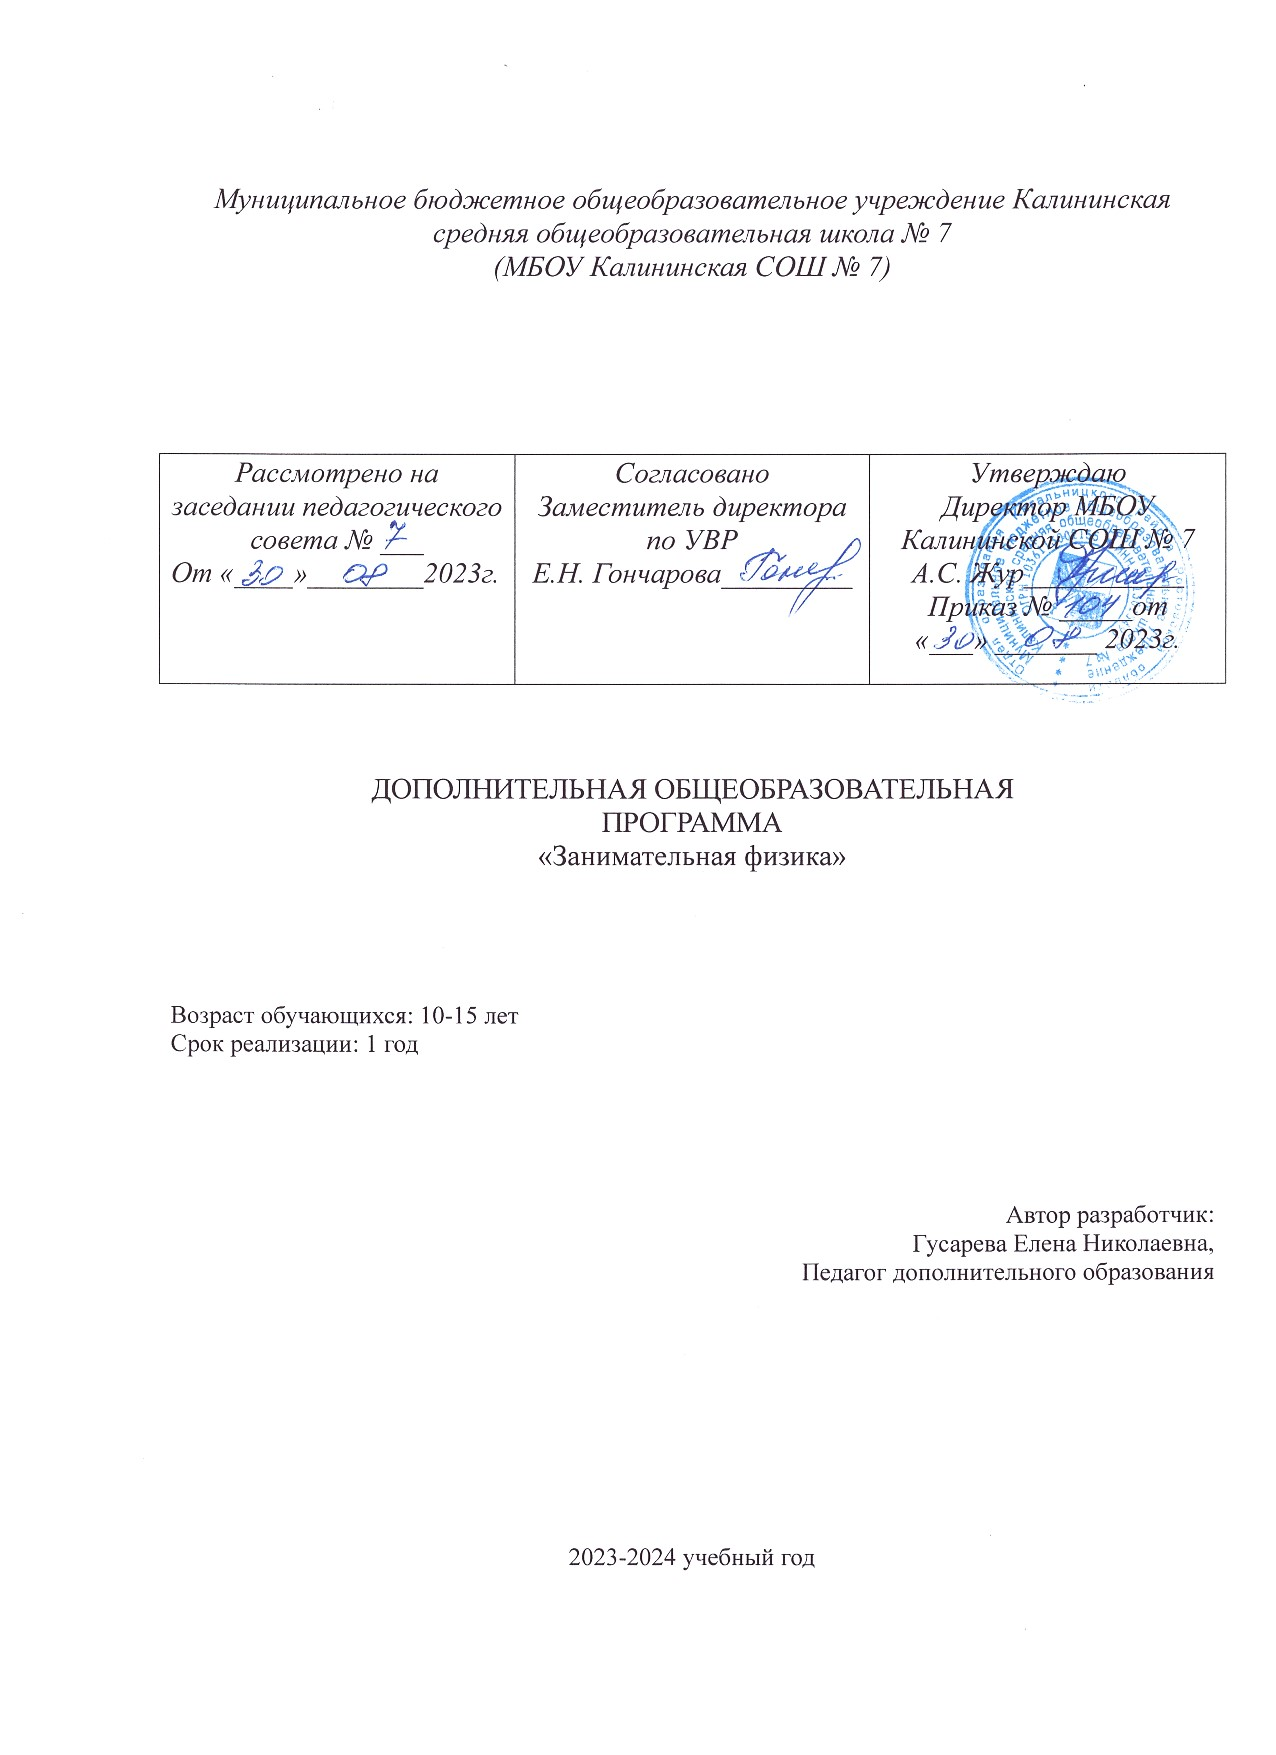 Муниципальное бюджетное общеобразовательное учреждение Калининская
средняя общеобразовательная школа № 7
(МБОУ Калининская СОШ № 7)
Рассмотрено на
заседании педагогического
совета № 7
От «30» 08 2023г.
Согласовано
Заместитель директора
по УВР
Е.Н. Гончарова
Утверждаю
Директор МБОУ
Калининской СОШ № 7
А.С. Жур
Приказ № 104 от
«30» 08 2023г.
ДОПОЛНИТЕЛЬНАЯ ОБЩЕОБРАЗОВАТЕЛЬНАЯ
ПРОГРАММА
«Занимательная физика»
Возраст обучающихся: 10-15 лет
Срок реализации: 1 год
Автор разработчик:
Гусарева Елена Николаевна,
Педагог дополнительного образования
2023-2024 учебный год